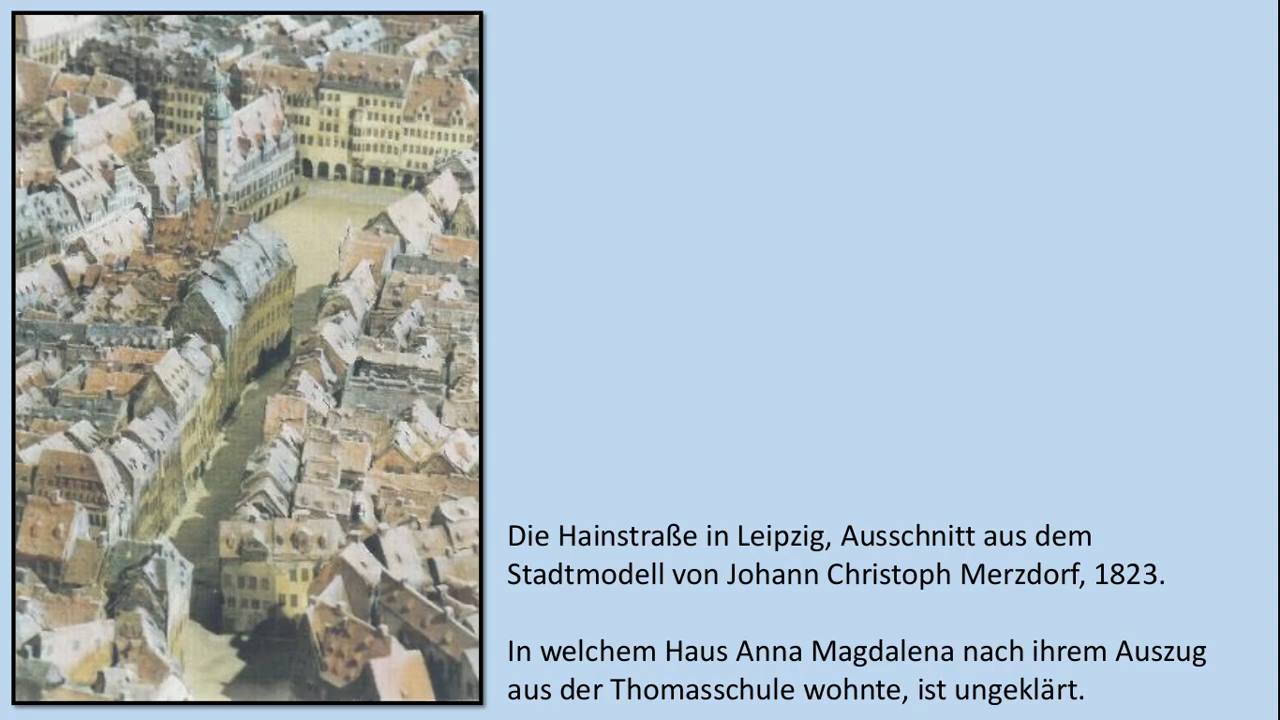 Die Hainstraße in Leipzig, Ausschnitt aus dem
Stadtmodell von Johann Christoph Merzdorf, 1823.
In welchem Haus Anna Magdalena nach ihrem Auszug
aus der Thomasschule wohnte, ist ungeklärt.